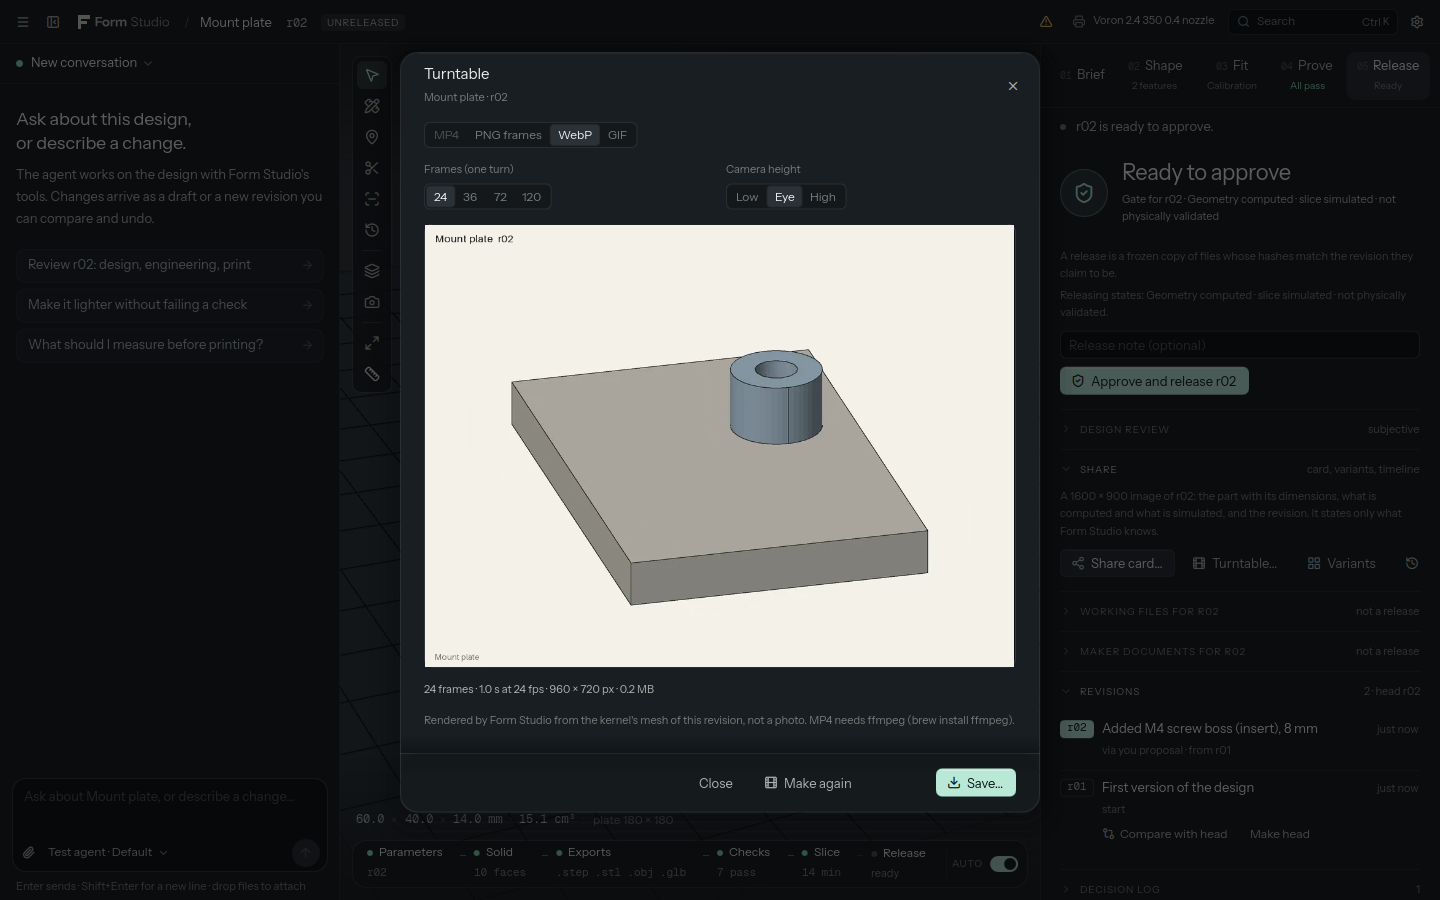 Form Studio / Mount plate r02 UNRELEASED
Voron 2.4 350 0.4 nozzle
Search Ctrl K
New conversation
Ask about this design,
or describe a change.
The agent works on the design with Form Studio's
tools. Changes arrive as a draft or a new revision you
can compare and undo.
Review r02: design, engineering, print
Make it lighter without failing a check
What should I measure before printing?
Ask about Mount plate, or describe a change...
Test agent · Default
Enter sends · Shift+Enter for a new line · drop files to attach
Turntable
Mount plate · r02
MP4 PNG frames WebP GIF
Frames (one turn)
24 36 72 120
Camera height
Low Eye High
Mount plate r02
Mount plate
24 frames · 1.0 s at 24 fps · 960 × 720 px · 0.2 MB
Rendered by Form Studio from the kernel's mesh of this revision, not a photo. MP4 needs ffmpeg (brew install ffmpeg).
Close
Make again
Save...
60.0 × 40.0 × 14.0 mm 15.1 cm³ plate 180 × 180
Parameters
r02
Solid
10 faces
Exports
.step .stl .obj .glb
Checks
7 pass
Slice
14 min
Release
ready
AUTO
01 Brief
02 Shape
2 features
03 Fit
Calibration
04 Prove
All pass
05 Release
Ready
r02 is ready to approve.
Ready to approve
Gate for r02 · Geometry computed · slice simulated · not
physically validated
A release is a frozen copy of files whose hashes match the revision they
claim to be.
Releasing states: Geometry computed · slice simulated · not physically
validated.
Release note (optional)
Approve and release r02
DESIGN REVIEW subjective
SHARE card, variants, timeline
A 1600 × 900 image of r02: the part with its dimensions, what is
computed and what is simulated, and the revision. It states only what
Form Studio knows.
Share card...
Turntable...
Variants
WORKING FILES FOR R02 not a release
MAKER DOCUMENTS FOR R02 not a release
REVISIONS 2 · head r02
r02 Added M4 screw boss (insert), 8 mm just now
via you proposal · from r01
r01 First version of the design just now
start
Compare with head
Make head
DECISION LOG 1